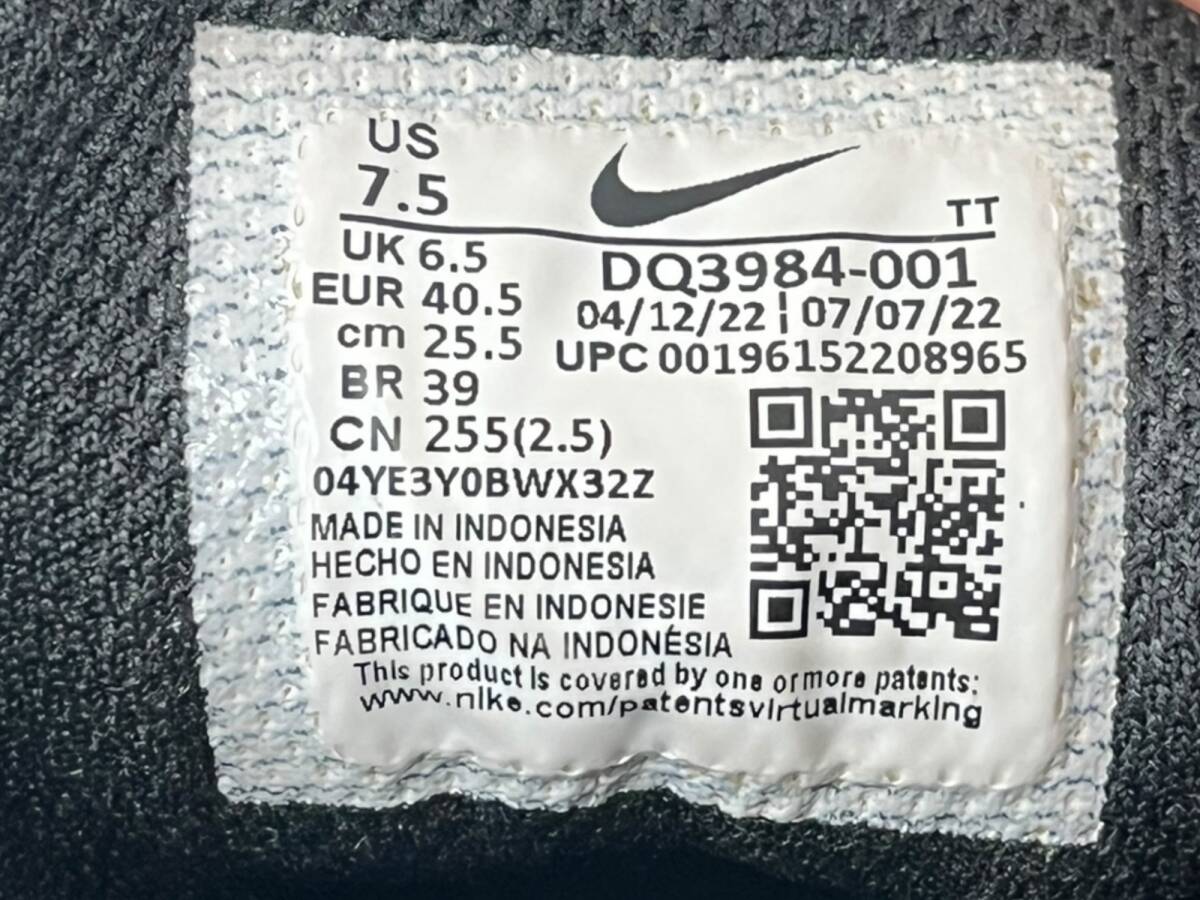 US
7.5
TT
UK 6.5
EUR 40.5
cm 25.5
BR 39
CN 255(2.5)
DQ3984-001
04/12/22 | 07/07/22
UPC 00196152208965
04YE3Y0BWX32Z
MADE IN INDONESIA
HECHO EN INDONESIA
FABRIQUE EN INDONESIE
FABRICADO NA INDONÉSIA
This product is covered by one or more patents:
www.nike.com/patentsvirtualmarking